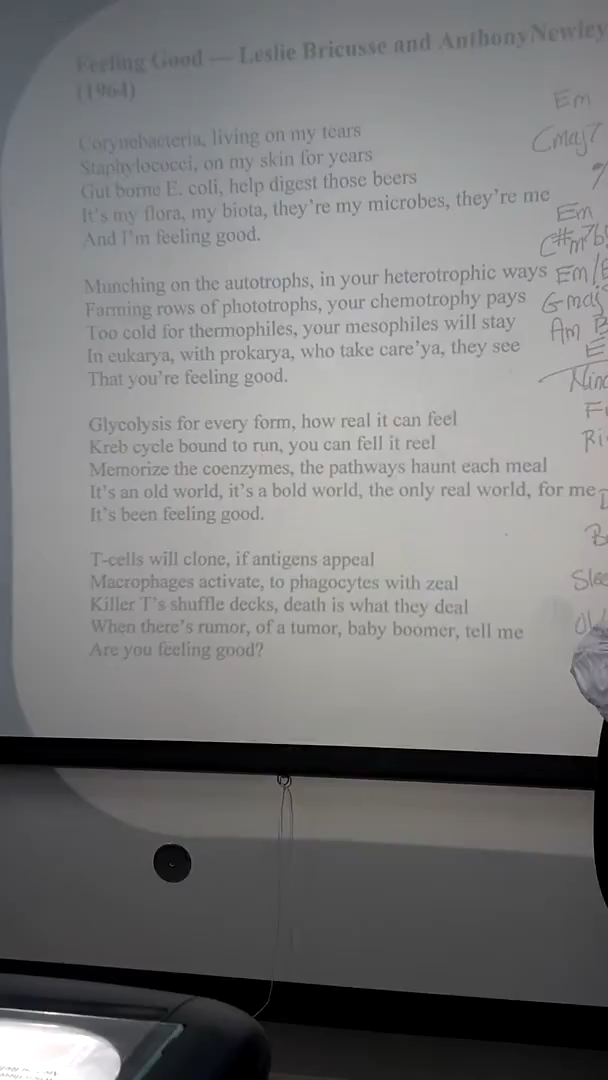 Feeling Good — Leslie Bricusse and Anthony Newley
(1964)
Em
Corynebacteria, living on my tears
Cmaj7
Staphylococci, on my skin for years
Gut borne E. coli, help digest those beers
It's my flora, my biota, they're my microbes, they're me
Em
And I'm feeling good.
Munching on the autotrophs, in your heterotrophic ways
Em/
Farming rows of phototrophs, your chemotrophy pays
Gmaj
Too cold for thermophiles, your mesophiles will stay
Am
In eukarya, with prokarya, who take care'ya, they see
E
That you're feeling good.
Glycolysis for every form, how real it can feel
Kreb cycle bound to run, you can fell it reel
Memorize the coenzymes, the pathways haunt each meal
It's an old world, it's a bold world, the only real world, for me
It's been feeling good.
T-cells will clone, if antigens appeal
Macrophages activate, to phagocytes with zeal
Slee
Killer T's shuffle decks, death is what they deal
When there's rumor, of a tumor, baby boomer, tell me
Are you feeling good?